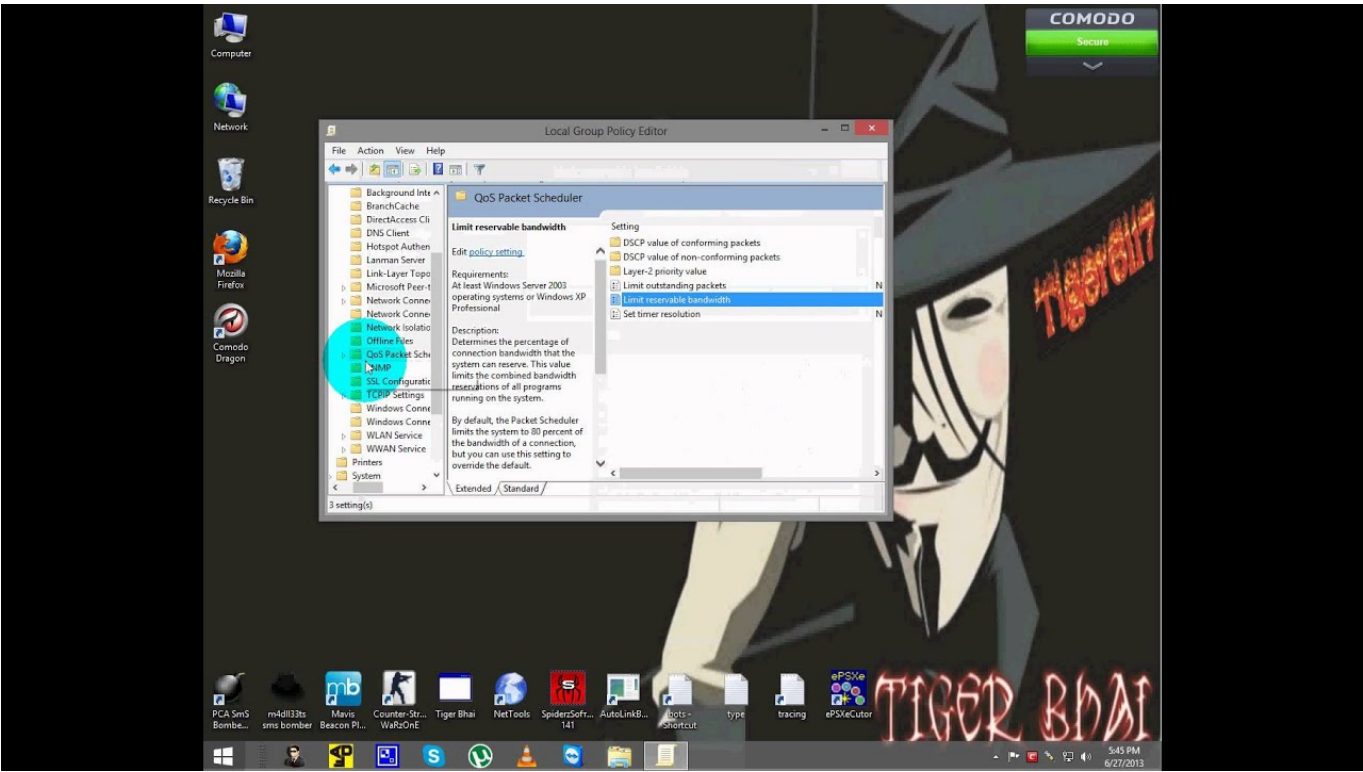 COMODO
Secure
Computer
Network
Recycle Bin
Mozilla
Firefox
Comodo
Dragon
Local Group Policy Editor
File Action View Help
Background Inte
BranchCache
DirectAccess Cli
DNS Client
Hotspot Authen
Lanman Server
Link-Layer Topo
Microsoft Peer-t
Network Connec
Network Connec
Network Isolatio
Offline Files
QoS Packet Sche
SNMP
SSL Configuratic
TCPIP Settings
Windows Conne
Windows Conne
WLAN Service
WWAN Service
Printers
System
QoS Packet Scheduler
Limit reservable bandwidth
Edit policy setting
Requirements:
At least Windows Server 2003
operating systems or Windows XP
Professional
Description:
Determines the percentage of
connection bandwidth that the
system can reserve. This value
limits the combined bandwidth
reservations of all programs
running on the system.
By default, the Packet Scheduler
limits the system to 80 percent of
the bandwidth of a connection,
but you can use this setting to
override the default.
Setting
DSCP value of conforming packets
DSCP value of non-conforming packets
Layer-2 priority value
Limit outstanding packets N
Limit reservable bandwidth
Set timer resolution N
Extended Standard
3 setting(s)
TIGER BHAI
PCA SmS
Bombe...
m4dll33ts
sms bomber
mb
Mavis
Beacon Pl...
Counter-Str...
WaRzOnE
Tiger Bhai
NetTools
SpiderzSoft...
141
AutoLinkB...
bots -
Shortcut
type
tracing
ePSXe
ePSXeCutor
5:45 PM
6/27/2013